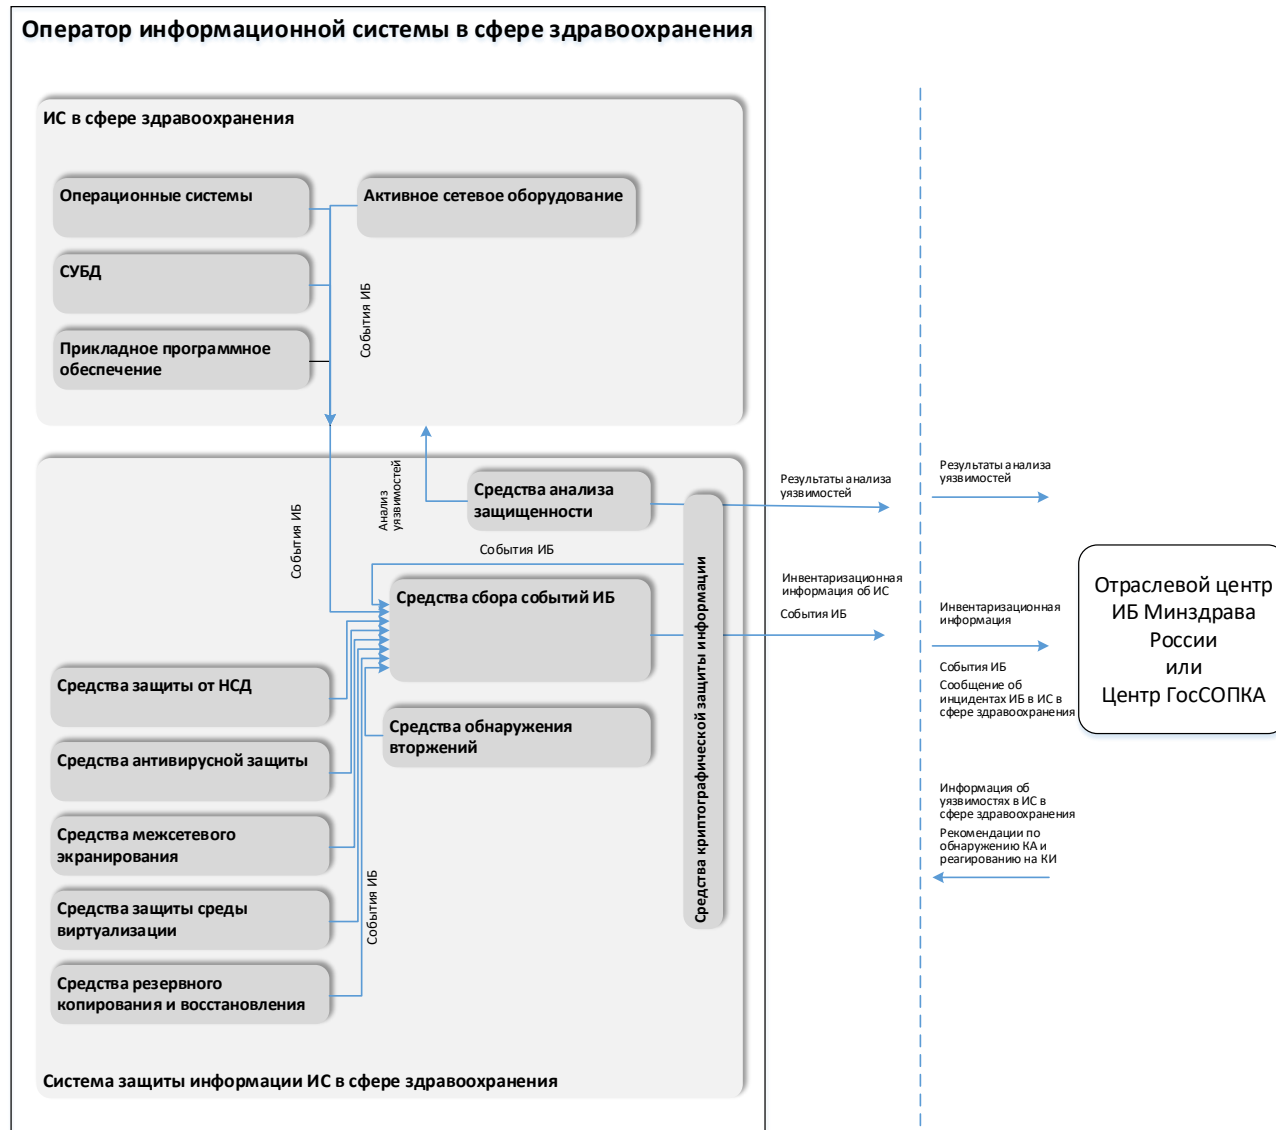 Оператор информационной системы в сфере здравоохранения
ИС в сфере здравоохранения
Операционные системы
Активное сетевое оборудование
СУБД
События ИБ
Прикладное программное
обеспечение
События ИБ
Анализ
уязвимостей
Средства анализа
защищенности
События ИБ
Средства сбора событий ИБ
Средства криптографической защиты информации
Средства защиты от НСД
Средства обнаружения
вторжений
Средства антивирусной защиты
Средства межсетевого
экранирования
События ИБ
Средства защиты среды
виртуализации
Средства резервного
копирования и восстановления
Система защиты информации ИС в сфере здравоохранения
Результаты анализа
уязвимостей
Инвентаризационная
информация об ИС
События ИБ
Результаты анализа
уязвимостей
Инвентаризационная
информация
События ИБ
Сообщение об
инцидентах ИБ в ИС в
сфере здравоохранения
Информация об
уязвимостях в ИС в
сфере здравоохранения
Рекомендации по
обнаружению КА и
реагированию на КИ
Отраслевой центр
ИБ Минздрава
России
или
Центр ГосСОПКА